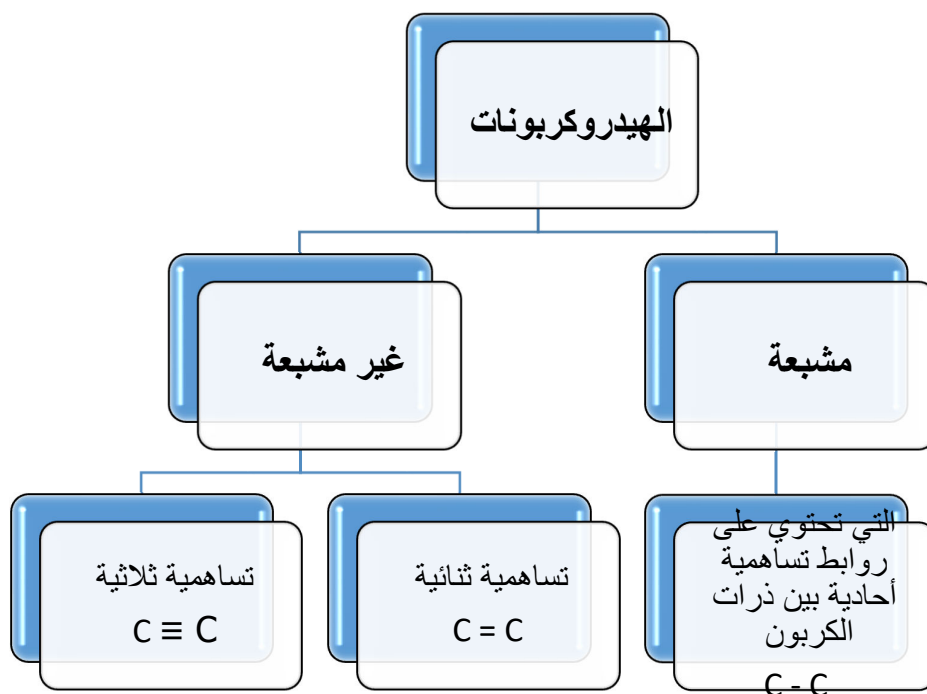 الهيدروكربونات
مشبعة
غير مشبعة
التي تحتوي على
روابط تساهمية
أحادية بين ذرات
الكربون
C - C
تساهمية ثنائية
C = C
تساهمية ثلاثية
C ≡ C